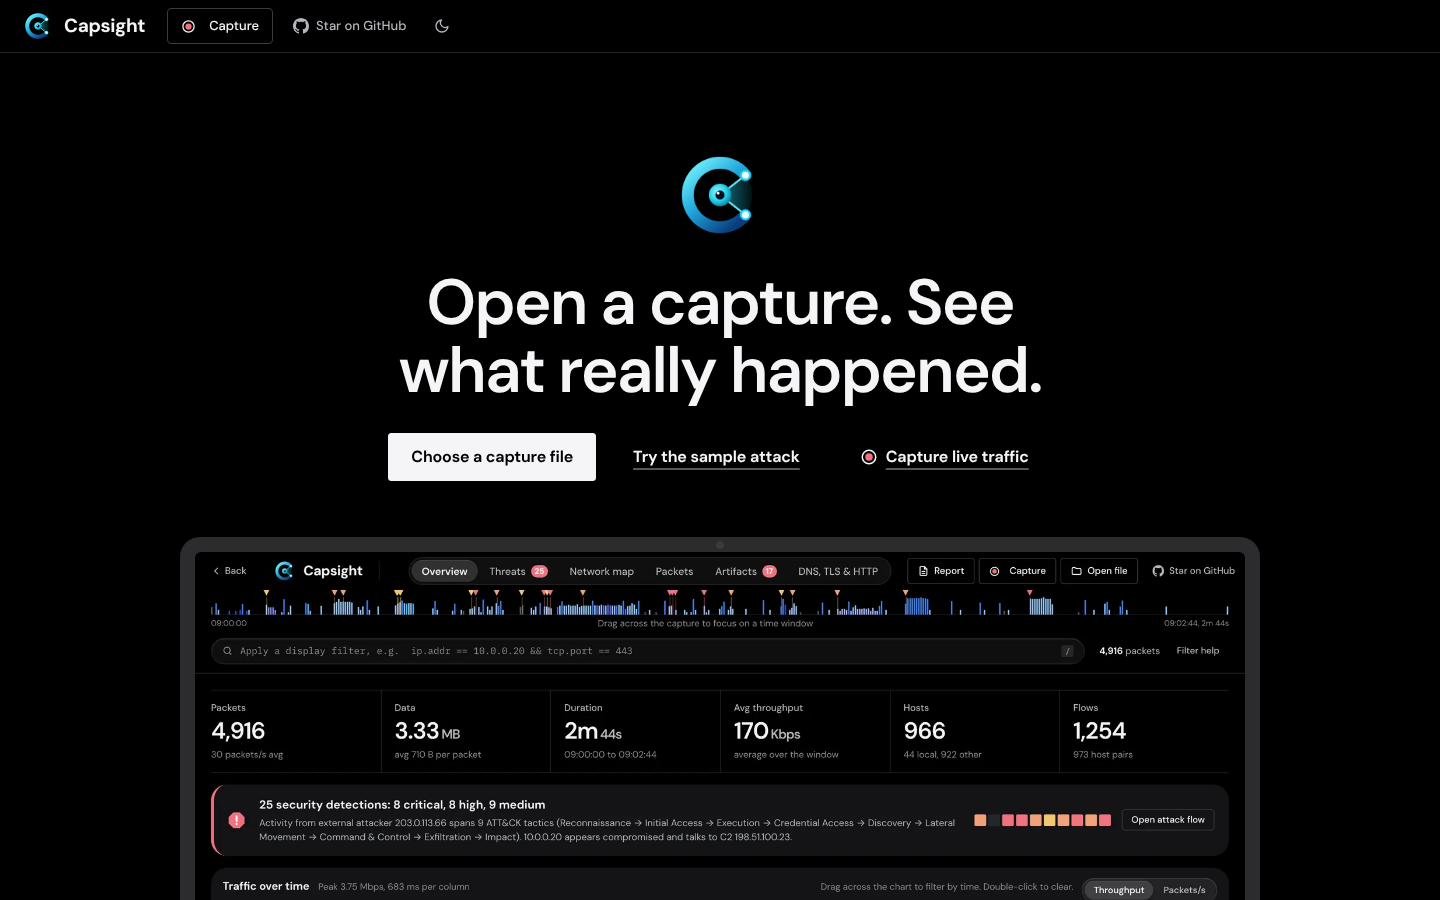 Capsight
Capture
Star on GitHub
Open a capture. See
what really happened.
Choose a capture file
Try the sample attack
Capture live traffic
Back
Capsight
Overview
Threats 25
Network map
Packets
Artifacts 17
DNS, TLS & HTTP
Report
Capture
Open file
Star on GitHub
09:00:00
Drag across the capture to focus on a time window
09:02:44, 2m 44s
Apply a display filter, e.g. ip.addr == 10.0.0.20 && tcp.port == 443
/
4,916 packets
Filter help
Packets
4,916
30 packets/s avg
Data
3.33 MB
avg 710 B per packet
Duration
2m 44s
09:00:00 to 09:02:44
Avg throughput
170 Kbps
average over the window
Hosts
966
44 local, 922 other
Flows
1,254
973 host pairs
25 security detections: 8 critical, 8 high, 9 medium
Activity from external attacker 203.0.113.66 spans 9 ATT&CK tactics (Reconnaissance → Initial Access → Execution → Credential Access → Discovery → Lateral
Movement → Command & Control → Exfiltration → Impact). 10.0.0.20 appears compromised and talks to C2 198.51.100.23.
Open attack flow
Traffic over time
Peak 3.75 Mbps, 683 ms per column
Drag across the chart to filter by time. Double-click to clear.
Throughput
Packets/s